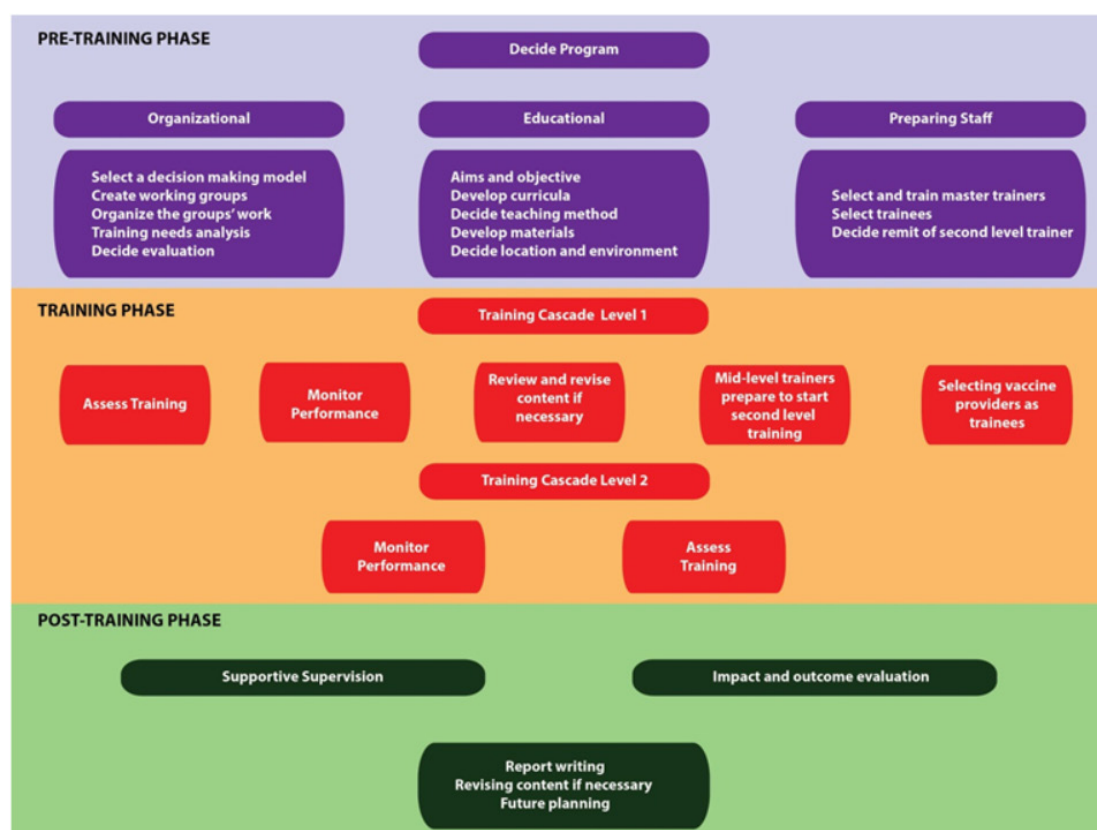 PRE-TRAINING PHASE
Decide Program
Organizational
Educational
Preparing Staff
Select a decision making model
Create working groups
Organize the groups' work
Training needs analysis
Decide evaluation
Aims and objective
Develop curricula
Decide teaching method
Develop materials
Decide location and environment
Select and train master trainers
Select trainees
Decide remit of second level trainer
TRAINING PHASE
Training Cascade Level 1
Assess Training
Monitor
Performance
Review and revise
content if
necessary
Mid-level trainers
prepare to start
second level
training
Selecting vaccine
providers as
trainees
Training Cascade Level 2
Monitor
Performance
Assess
Training
POST-TRAINING PHASE
Supportive Supervision
Impact and outcome evaluation
Report writing
Revising content if necessary
Future planning